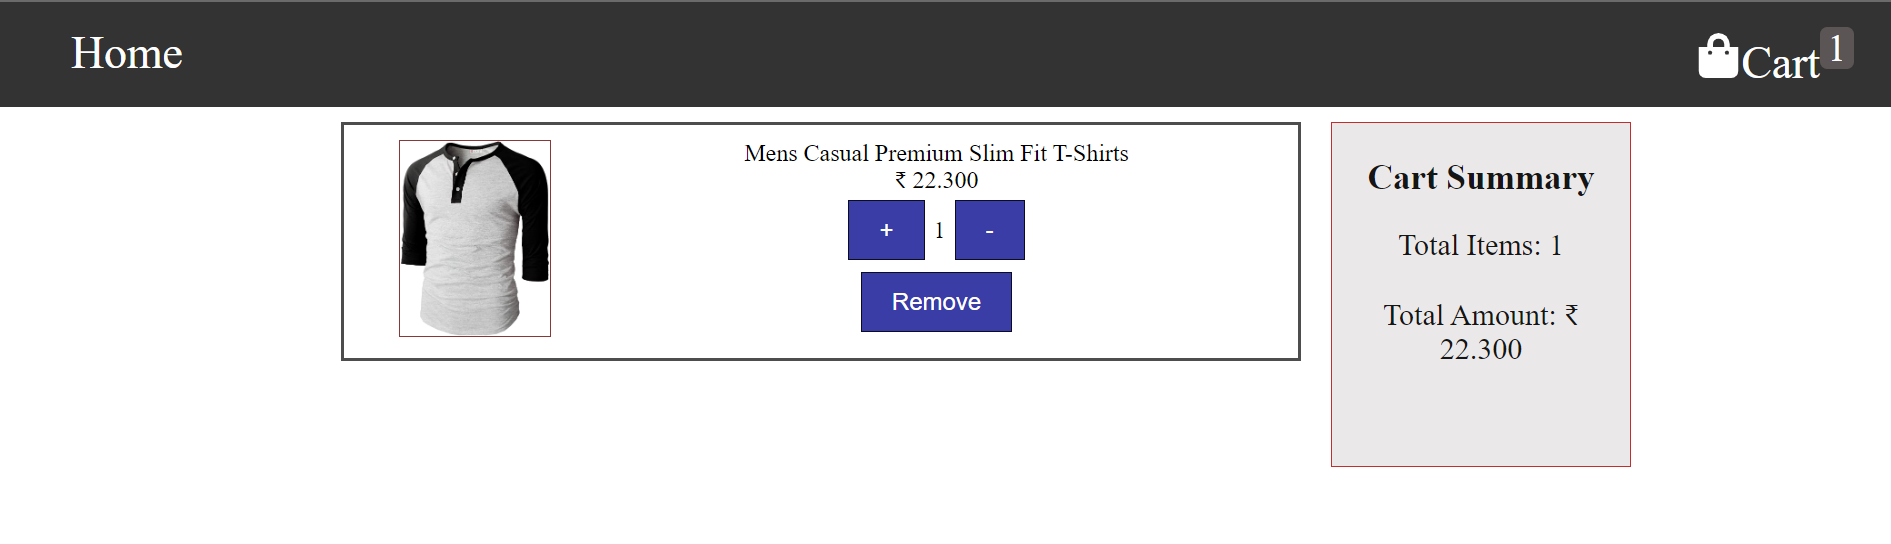 Home
Cart 1
Mens Casual Premium Slim Fit T-Shirts
₹ 22.300
+ 1 -
Remove
Cart Summary
Total Items: 1
Total Amount: ₹
22.300